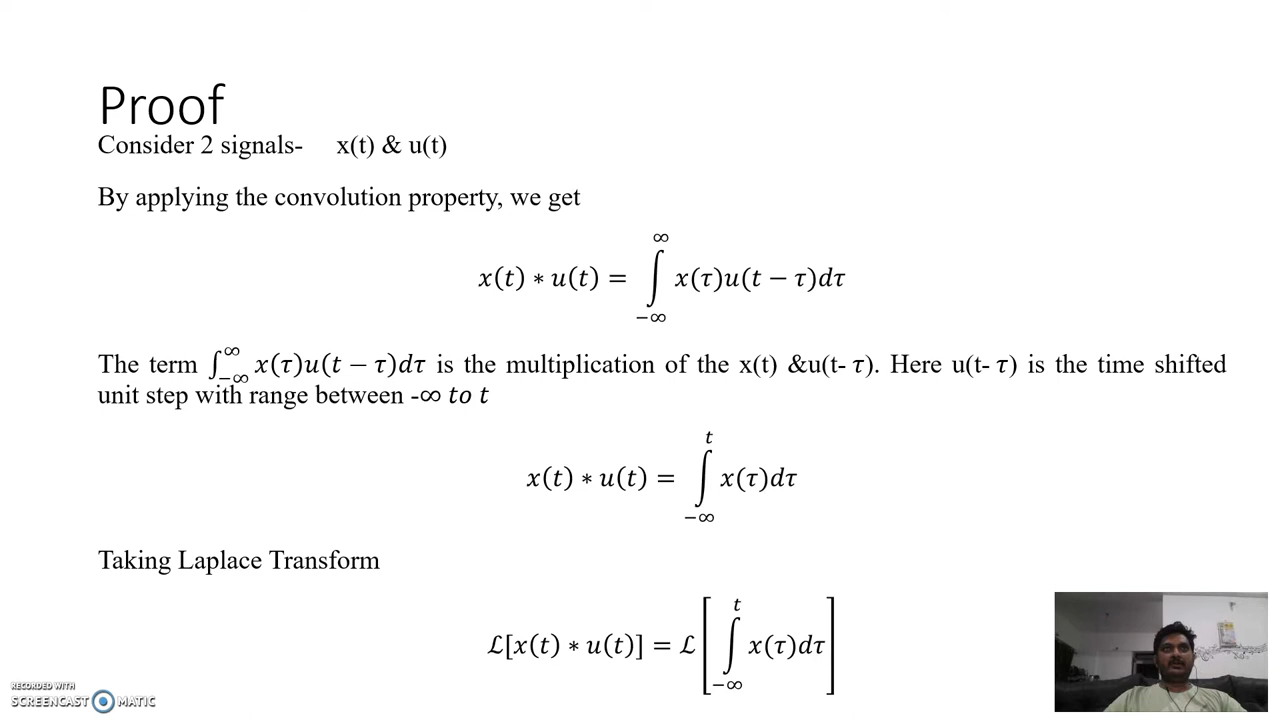 Proof
Consider 2 signals- x(t) & u(t)
By applying the convolution property, we get
x(t) ∗ u(t) = ∫_{−∞}^{∞} x(τ)u(t − τ)dτ
The term ∫_{−∞}^{∞} x(τ)u(t − τ)dτ is the multiplication of the x(t) &u(t- τ). Here u(t- τ) is the time shifted
unit step with range between -∞ to t
x(t) ∗ u(t) = ∫_{−∞}^{t} x(τ)dτ
Taking Laplace Transform
ℒ[x(t) ∗ u(t)] = ℒ[∫_{−∞}^{t} x(τ)dτ]
RECORDED WITH
SCREENCAST MATIC